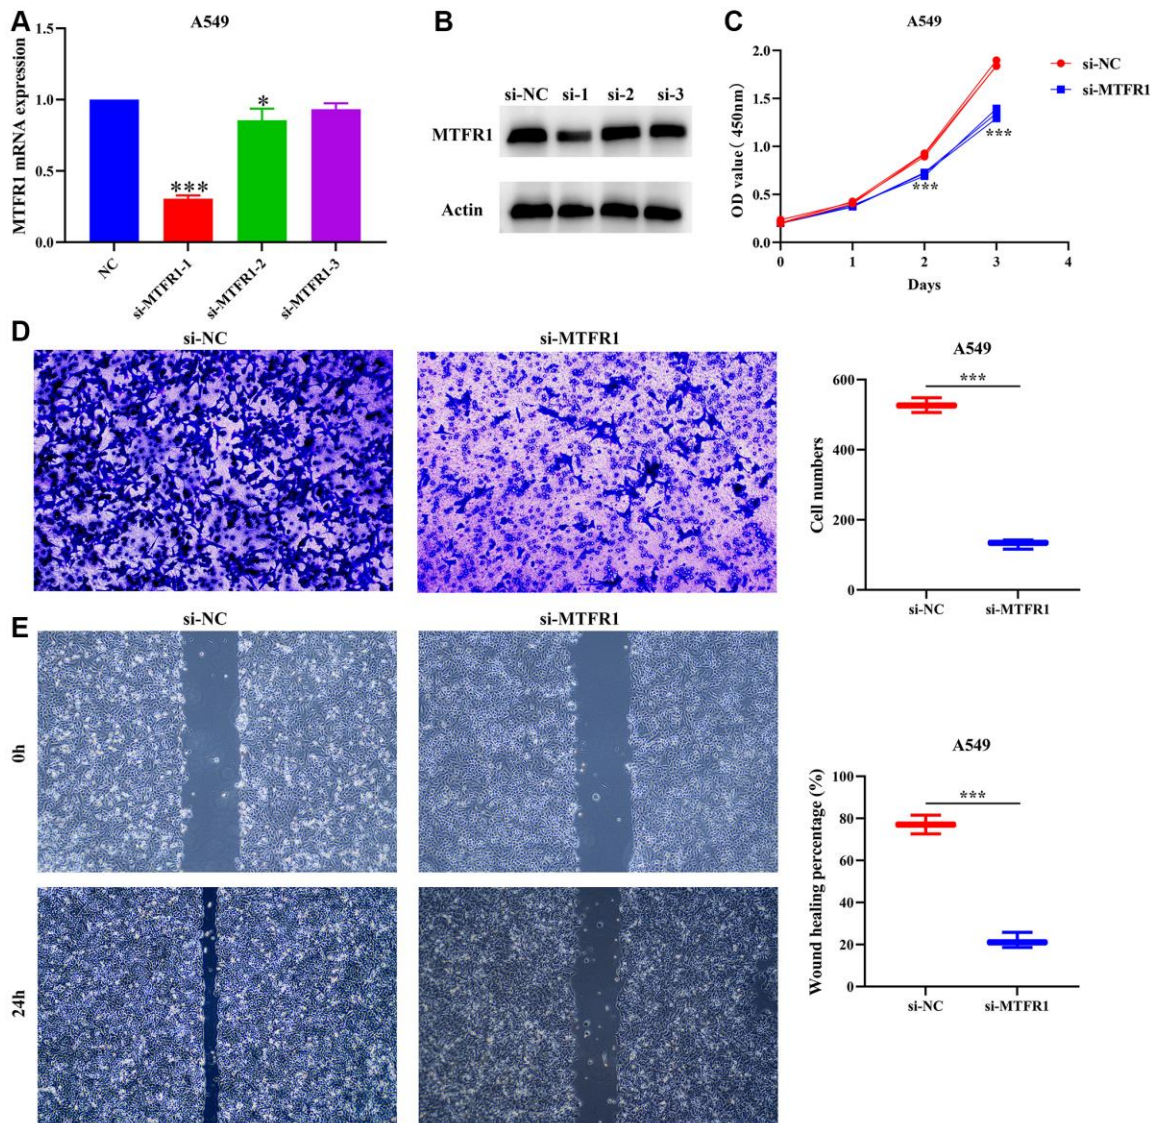 A
A549
MTFR1 mRNA expression
1.5
1.0
0.5
0.0
***
*
NC
si-MTFR1-1
si-MTFR1-2
si-MTFR1-3
B
si-NC si-1 si-2 si-3
MTFR1
Actin
C
A549
OD value ( 450nm)
2.0
1.5
1.0
0.5
0.0
***
***
0 1 2 3 4
Days
si-NC
si-MTFR1
D
si-NC
si-MTFR1
A549
Cell numbers
600
400
200
0
***
si-NC si-MTFR1
E
si-NC
si-MTFR1
0h
24h
A549
Wound healing percentage (%)
100
80
60
40
20
0
***
si-NC si-MTFR1